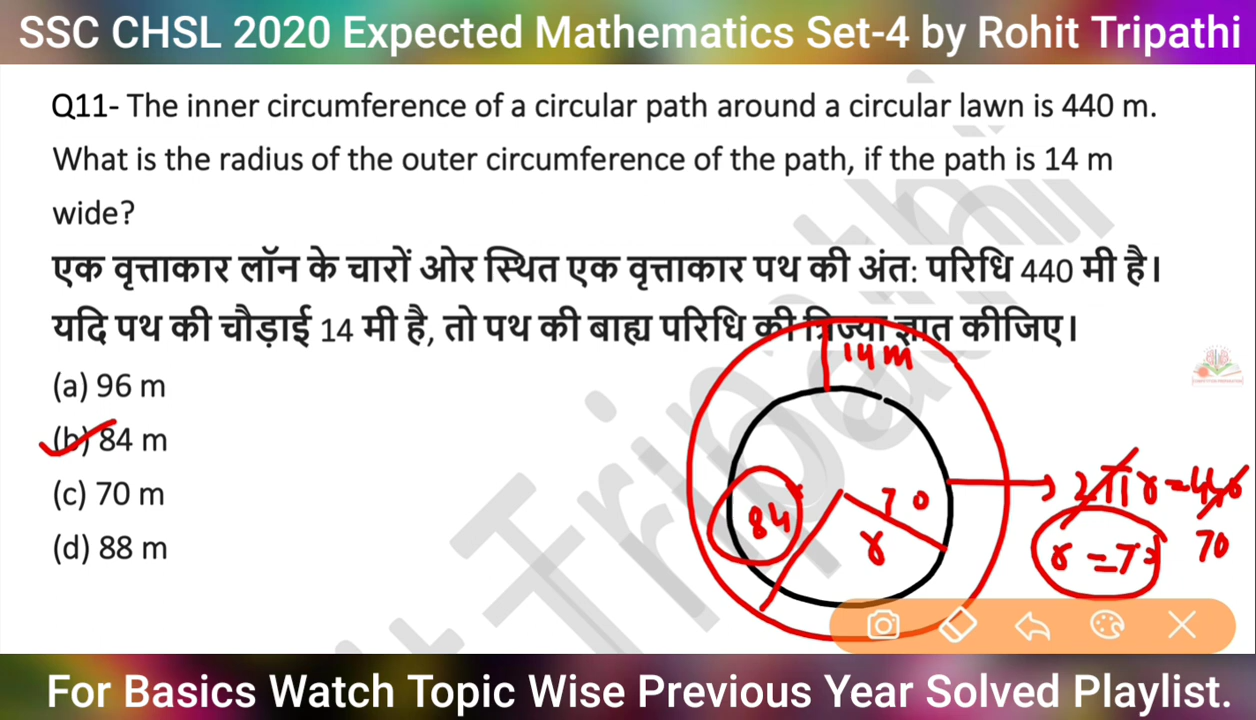 SSC CHSL 2020 Expected Mathematics Set-4 by Rohit Tripathi
Q11- The inner circumference of a circular path around a circular lawn is 440 m.
What is the radius of the outer circumference of the path, if the path is 14 m
wide?
एक वृत्ताकार लॉन के चारों ओर स्थित एक वृत्ताकार पथ की अंत: परिधि 440 मी है।
यदि पथ की चौड़ाई 14 मी है, तो पथ की बाह्य परिधि की त्रिज्या ज्ञात कीजिए।
14 m
(a) 96 m
(b) 84 m
(c) 70 m
(d) 88 m
84
70
r
2πr = 440
70
For Basics Watch Topic Wise Previous Year Solved Playlist.